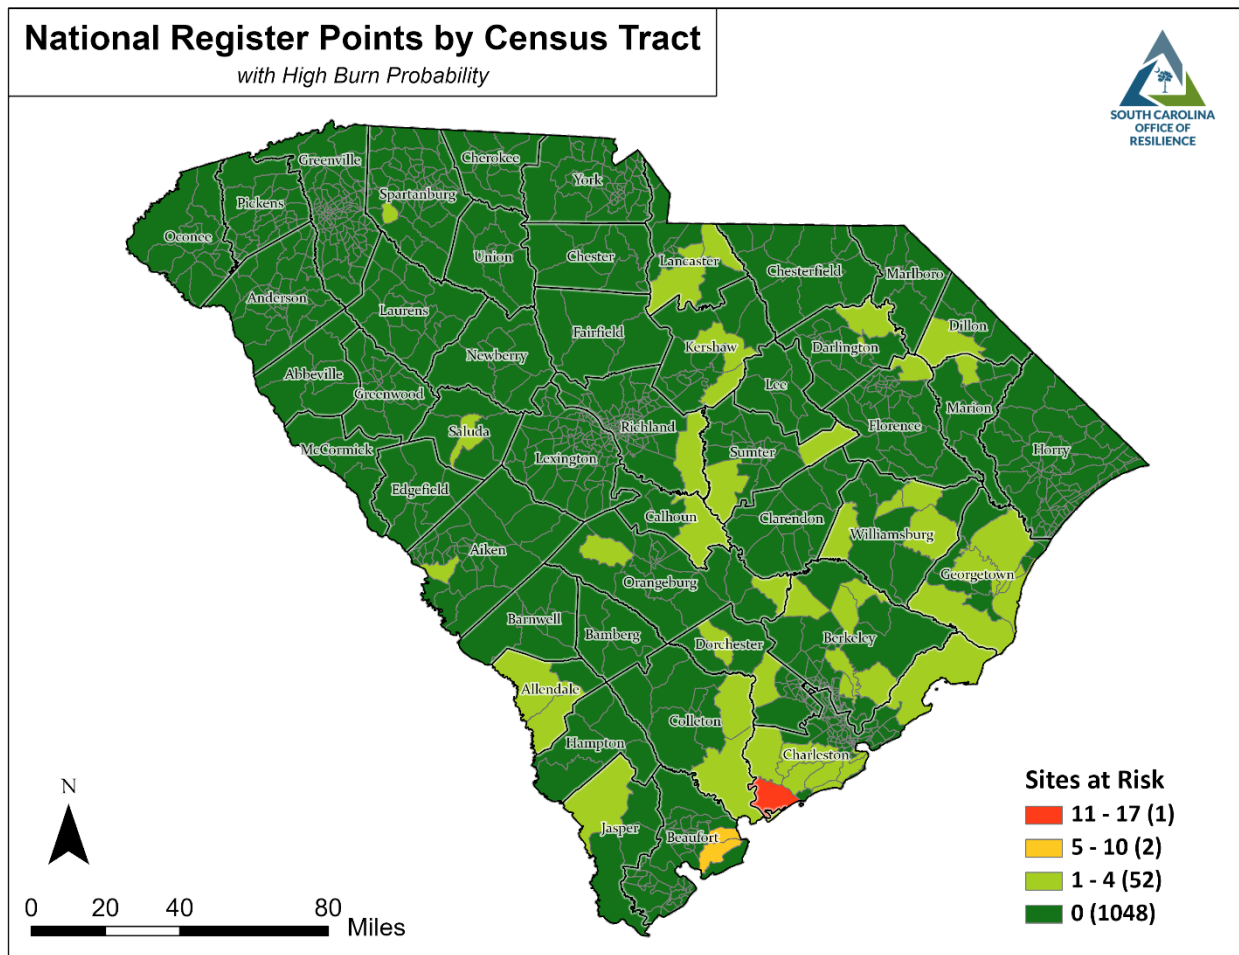 National Register Points by Census Tract
with High Burn Probability
SOUTH CAROLINA
OFFICE OF
RESILIENCE
Greenville
Cherokee
York
Spartanburg
Pickens
Oconee
Union
Chester
Lancaster
Chesterfield
Marlboro
Anderson
Laurens
Fairfield
Kershaw
Darlington
Dillon
Newberry
Abbeville
Greenwood
Lee
Marion
Saluda
Richland
Florence
McCormick
Lexington
Sumter
Horry
Edgefield
Calhoun
Clarendon
Williamsburg
Aiken
Orangeburg
Georgetown
Barnwell
Bamberg
Dorchester
Berkeley
Allendale
Colleton
Hampton
Charleston
Jasper
Beaufort
N
0 20 40 80 Miles
Sites at Risk
11 - 17 (1)
5 - 10 (2)
1 - 4 (52)
0 (1048)